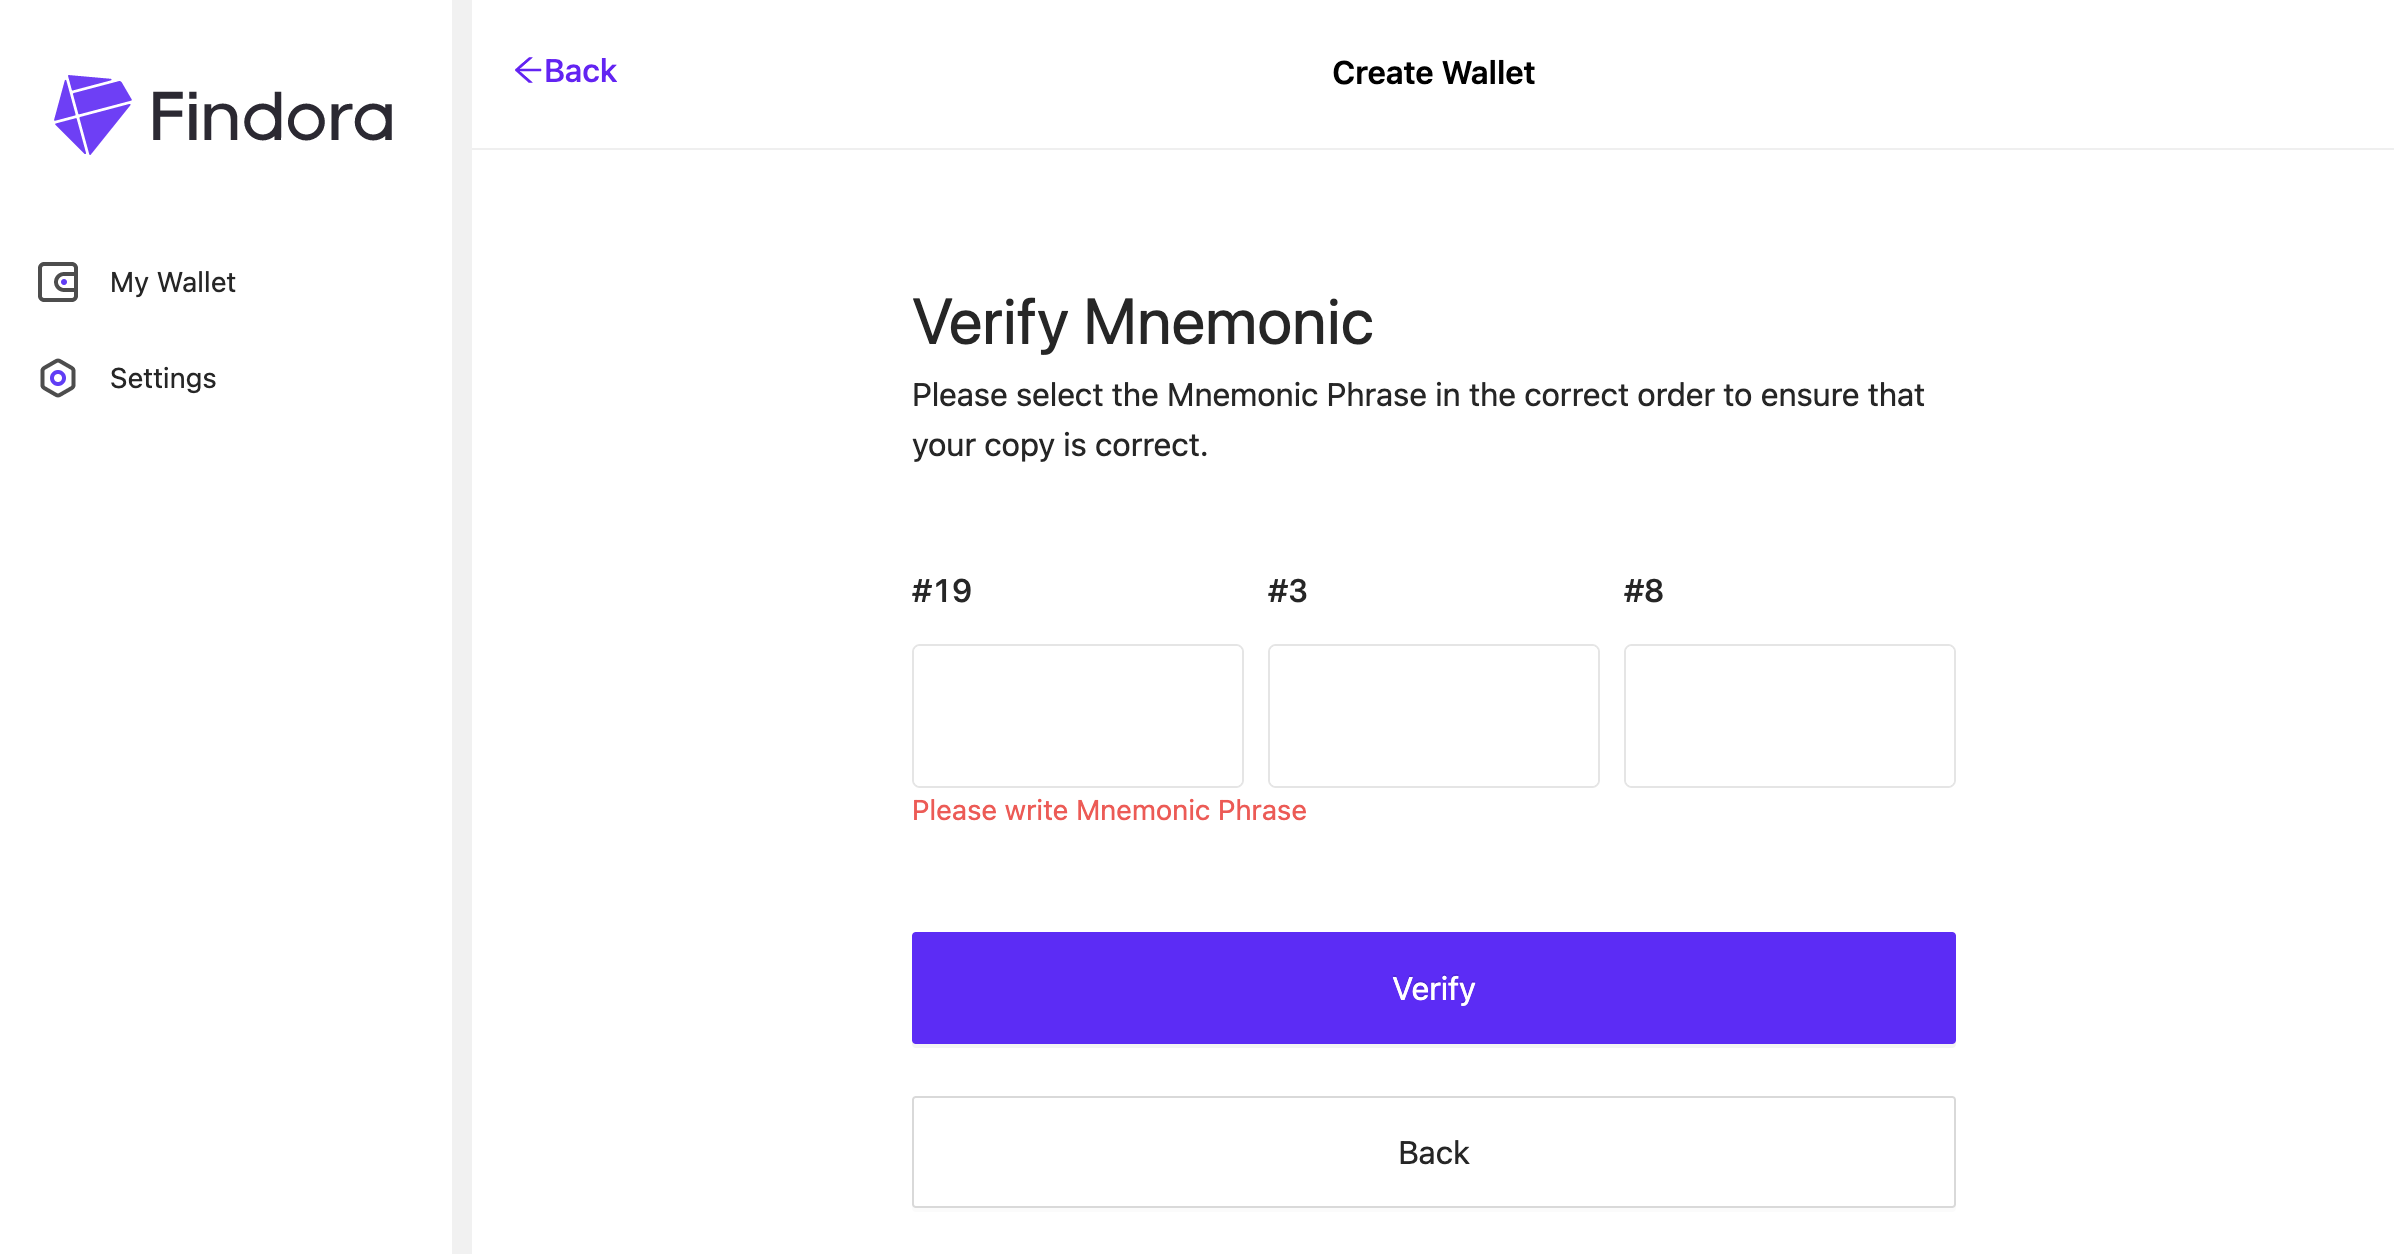 Findora
My Wallet
Settings
←Back
Create Wallet
Verify Mnemonic
Please select the Mnemonic Phrase in the correct order to ensure that
your copy is correct.
#19 #3 #8
Please write Mnemonic Phrase
Verify
Back